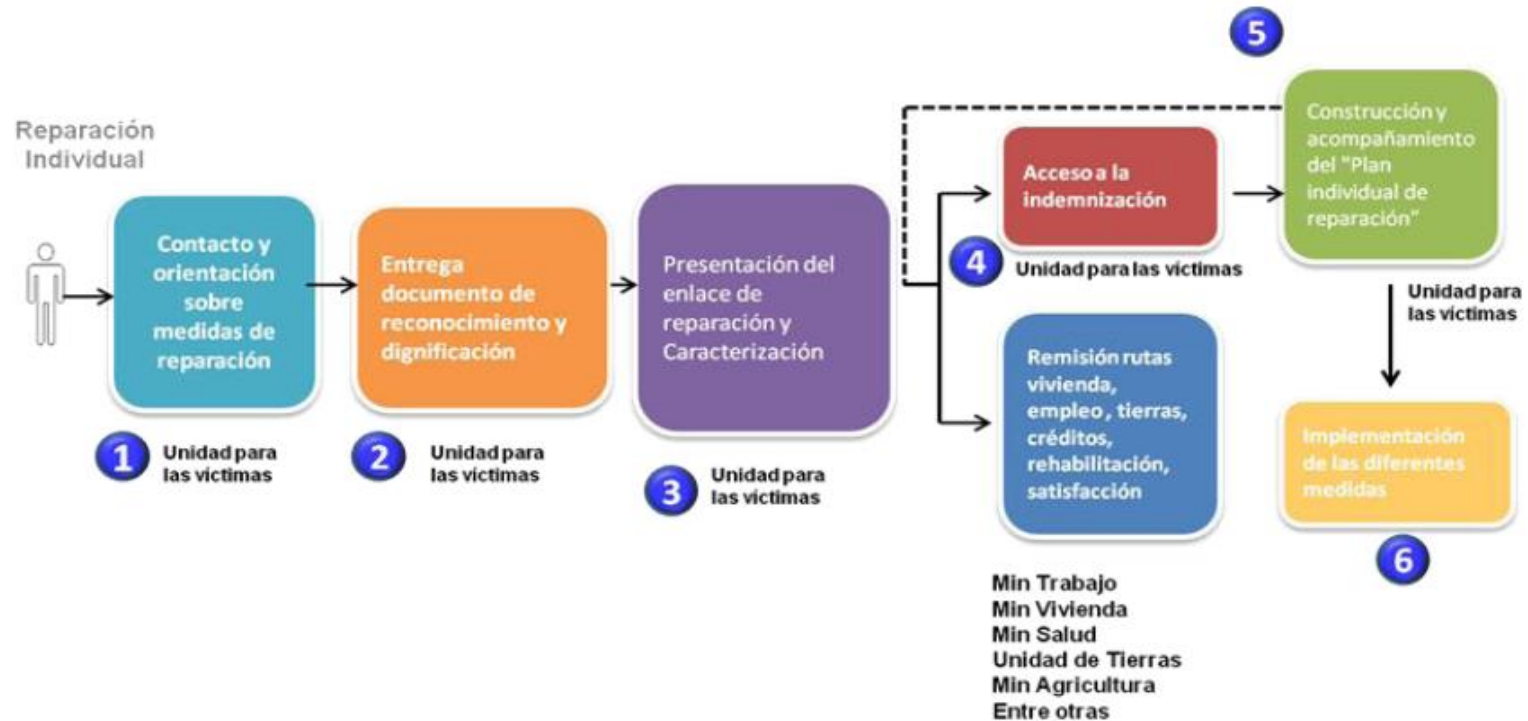 Reparación
Individual
Contacto y
orientación
sobre
medidas de
reparación
1
Unidad para
las víctimas
Entrega
documento de
reconocimiento y
dignificación
2
Unidad para
las víctimas
Presentación del
enlace de
reparación y
Caracterización
3
Unidad para
las víctimas
Acceso a la
indemnización
4
Unidad para las víctimas
Remisión rutas
vivienda,
empleo , tierras,
créditos,
rehabilitación,
satisfacción
Min Trabajo
Min Vivienda
Min Salud
Unidad de Tierras
Min Agricultura
Entre otras
5
Construcción y
acompañamiento
del "Plan
individual de
reparación"
Unidad para
las víctimas
Implementación
de las diferentes
medidas
6